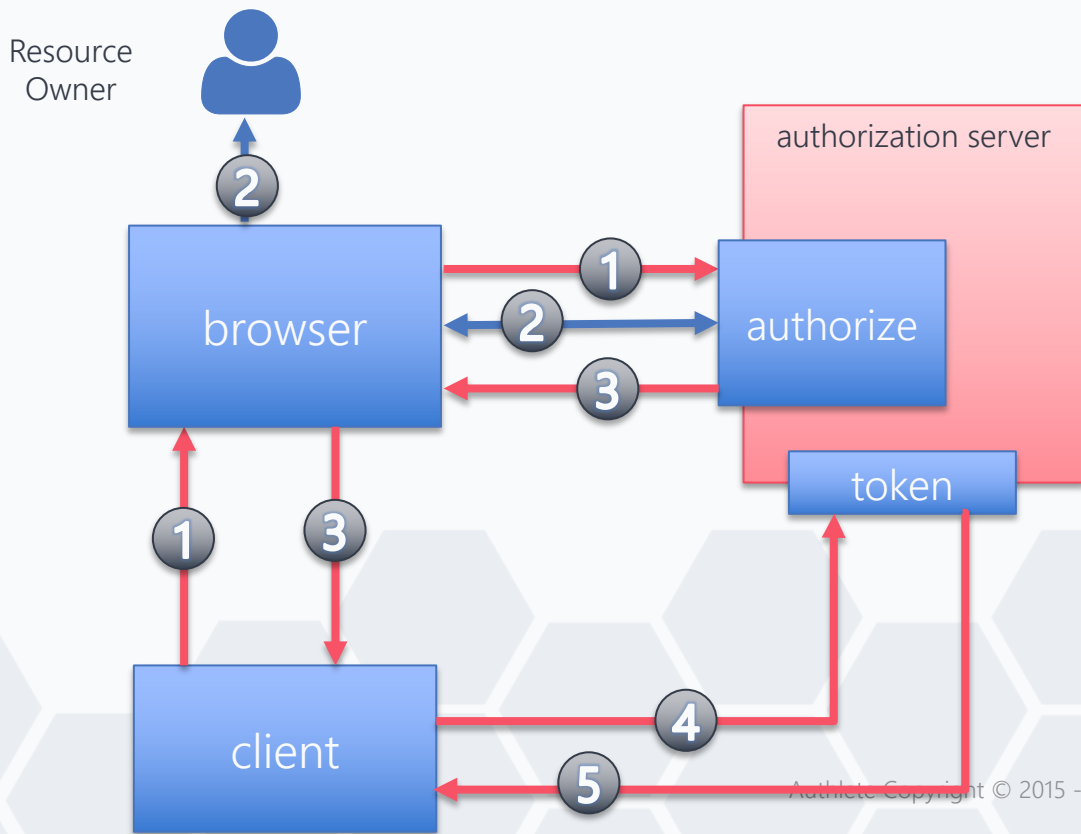 Resource
Owner
authorization server
2
1
browser
2
authorize
3
token
1
3
4
client
5
Authlete Copyright © 2015 -